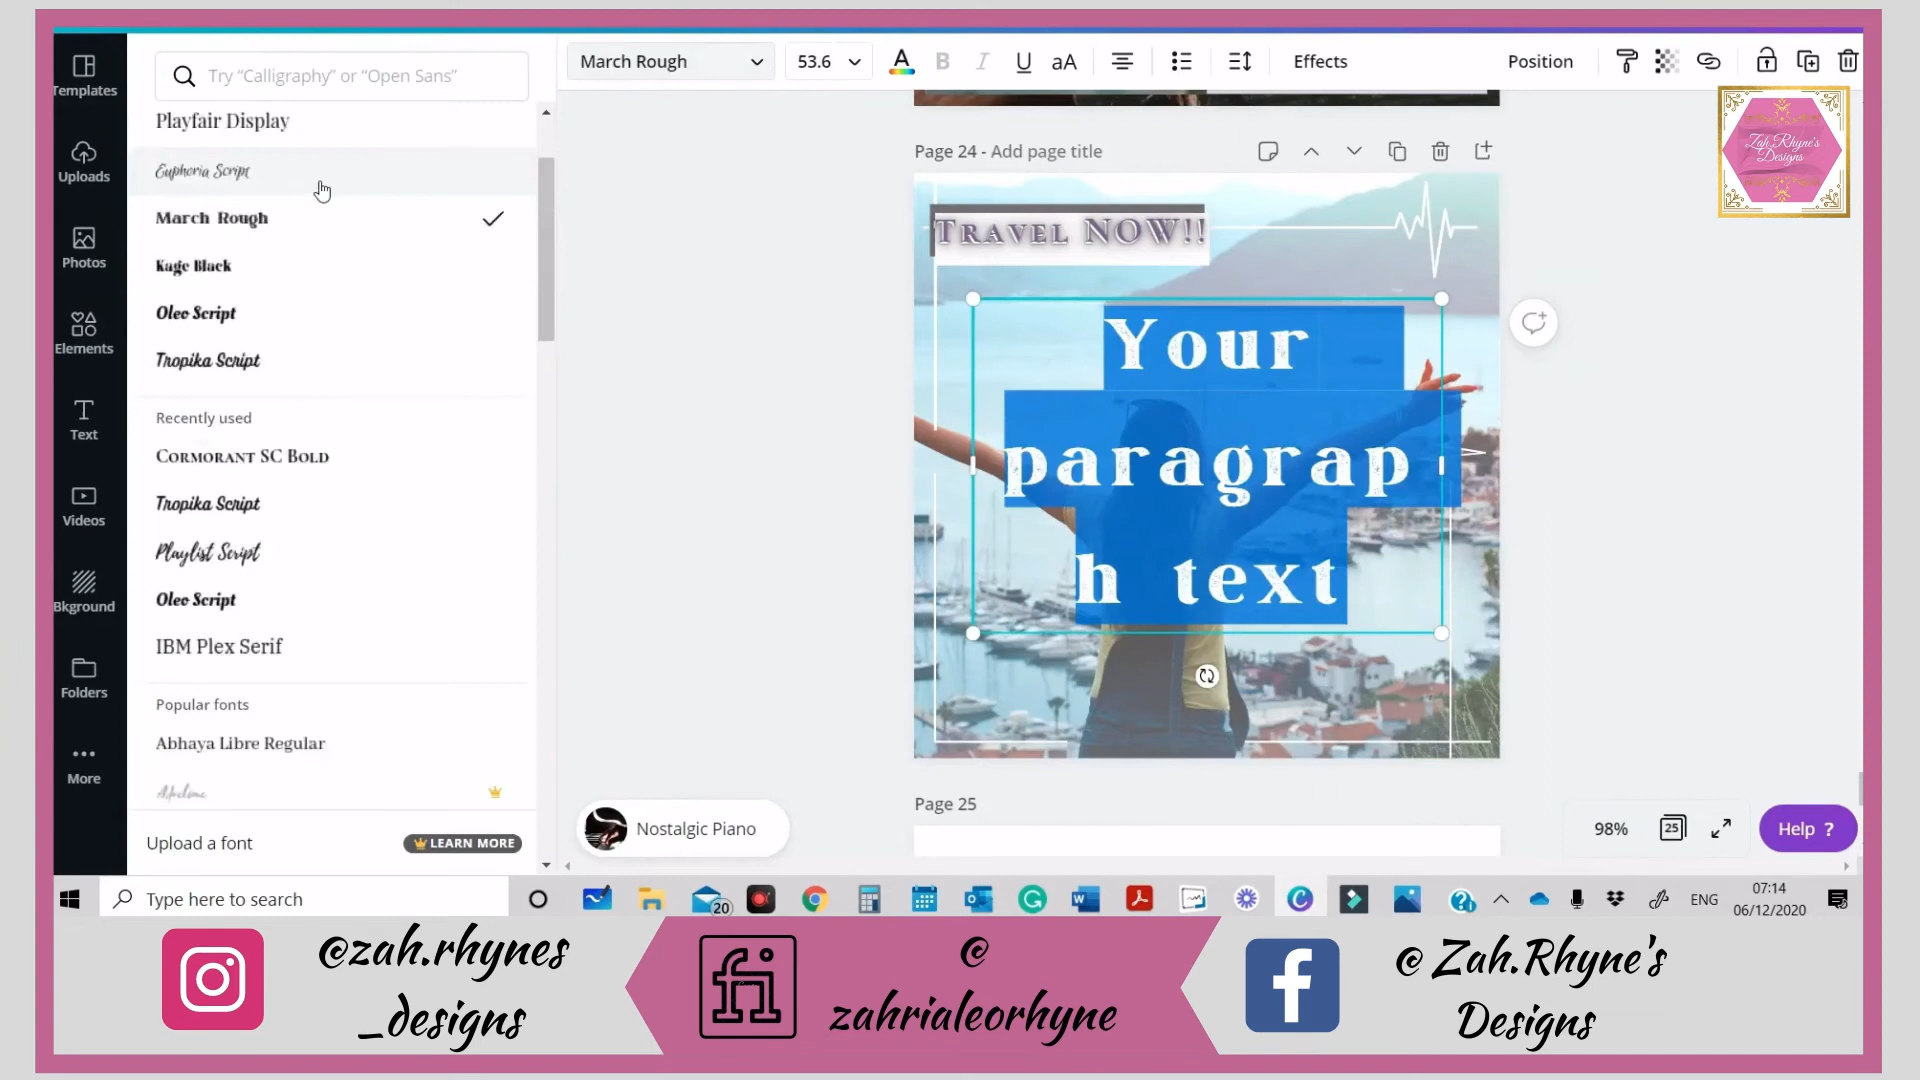 Templates
Uploads
Photos
Elements
Text
Videos
Bkground
Folders
More
Try “Calligraphy” or “Open Sans”
Playfair Display
Euphoria Script
March Rough
Kage Black
Oleo Script
Tropika Script
Recently used
CORMORANT SC BOLD
Tropika Script
Playlist Script
Oleo Script
IBM Plex Serif
Popular fonts
Abhaya Libre Regular
Upload a font
LEARN MORE
March Rough
53.6
A B I U aA
Effects
Position
Zah.Rhyne's
Designs
Page 24 - Add page title
TRAVEL NOW!!
Your
paragrap
h text
Page 25
Nostalgic Piano
98%
25
Help ?
Type here to search
20
ENG
07:14
06/12/2020
@zah.rhynes
_designs
fi
@
zahrialeorhyne
f
@ Zah.Rhyne's
Designs